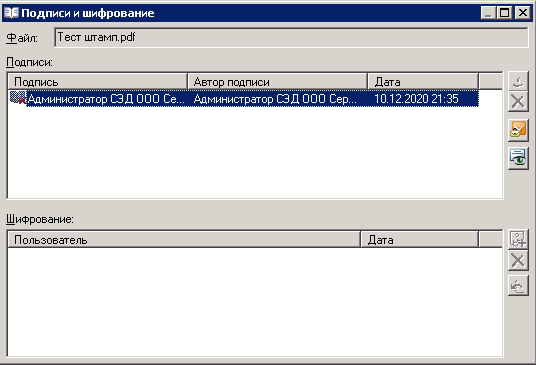 Подписи и шифрование
Файл: Тест штамп.pdf
Подписи:
Подпись Автор подписи Дата
Администратор СЭД ООО Се... Администратор СЭД ООО Сер... 10.12.2020 21:35
Шифрование:
Пользователь Дата